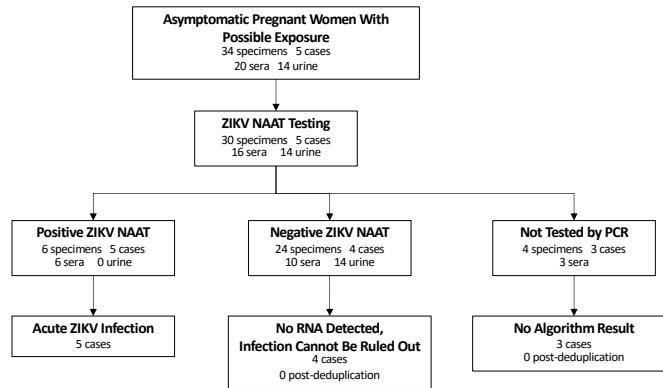 Asymptomatic Pregnant Women With
Possible Exposure
34 specimens 5 cases
20 sera 14 urine
ZIKV NAAT Testing
30 specimens 5 cases
16 sera 14 urine
Positive ZIKV NAAT
6 specimens 5 cases
6 sera 0 urine
Negative ZIKV NAAT
24 specimens 4 cases
10 sera 14 urine
Not Tested by PCR
4 specimens 3 cases
3 sera
Acute ZIKV Infection
5 cases
No RNA Detected,
Infection Cannot Be Ruled Out
4 cases
0 post-deduplication
No Algorithm Result
3 cases
0 post-deduplication